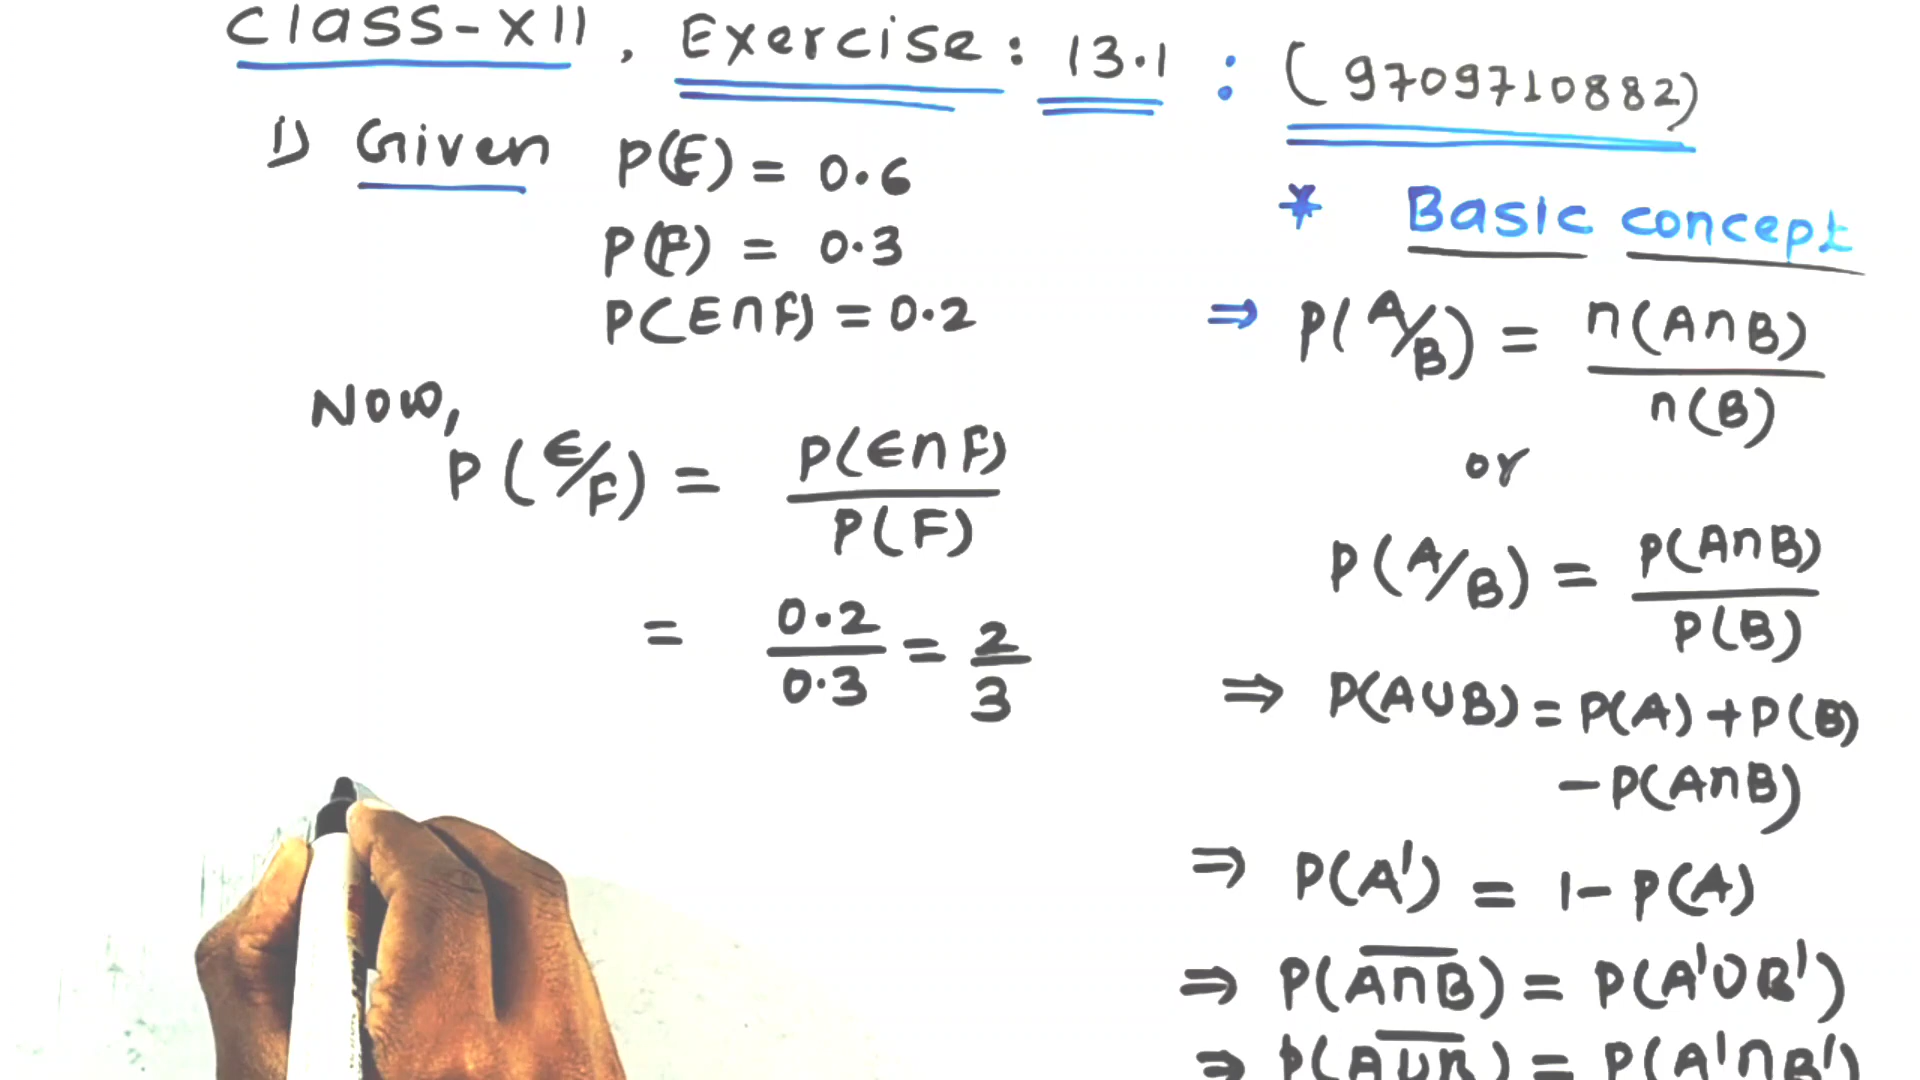 Class-XII, Exercise: 13.1 : (9709710882)
1) Given P(E) = 0.6
P(F) = 0.3
P(E∩F) = 0.2
Now,
P(E/F) = P(E∩F)/P(F)
= 0.2/0.3 = 2/3
* Basic concept
⇒ P(A/B) = n(A∩B)/n(B)
or
P(A/B) = P(A∩B)/P(B)
⇒ P(A∪B) = P(A) + P(B)
− P(A∩B)
⇒ P(A') = 1 − P(A)
⇒ P(A̅∩̅B̅) = P(A'∪B')
⇒ P(A̅∪̅B̅) = P(A'∩B')